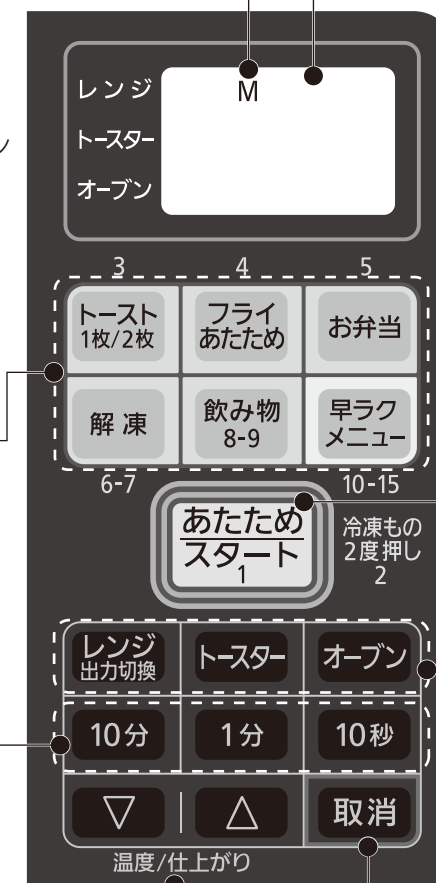 レンジ M
トースター
オーブン
3 4 5
トースト フライ お弁当
1枚/2枚 あたため
解凍 飲み物 早ラク
8-9 メニュー
6-7 10-15
あたため
スタート
1
冷凍もの
2度押し
2
レンジ トースター オーブン
出力切換
10分 1分 10秒
▽ △ 取消
温度/仕上がり